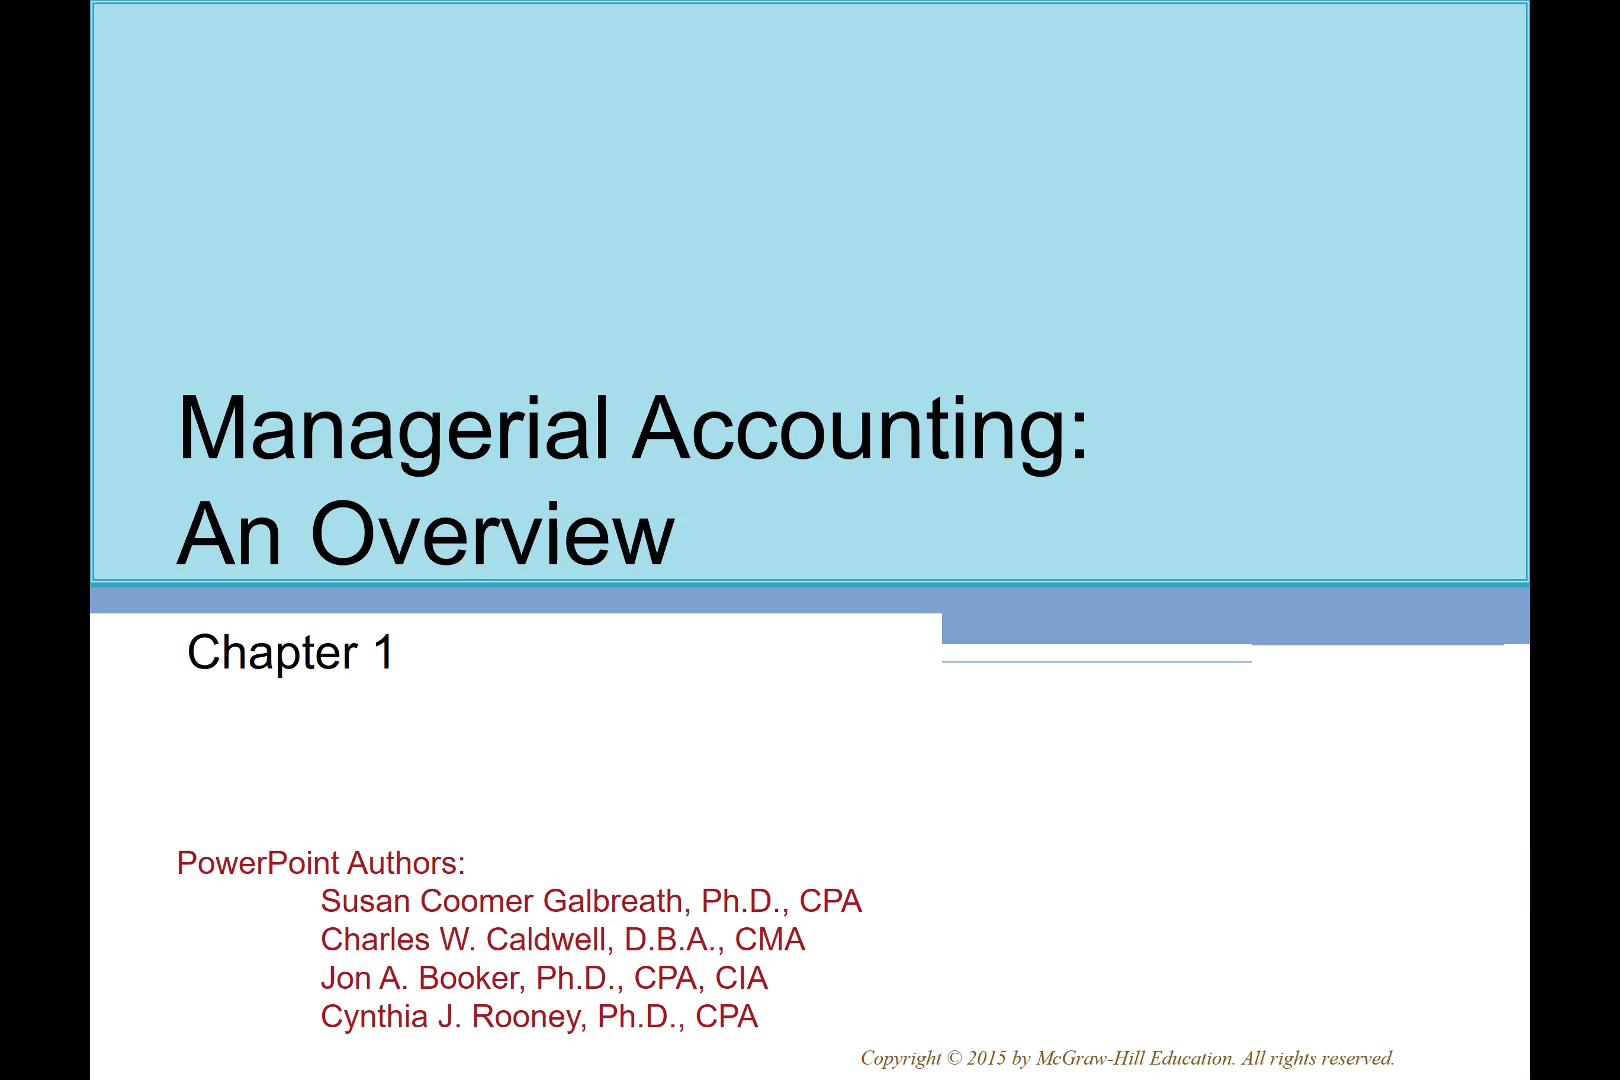 Managerial Accounting:
An Overview
Chapter 1
PowerPoint Authors:
Susan Coomer Galbreath, Ph.D., CPA
Charles W. Caldwell, D.B.A., CMA
Jon A. Booker, Ph.D., CPA, CIA
Cynthia J. Rooney, Ph.D., CPA
Copyright © 2015 by McGraw-Hill Education. All rights reserved.